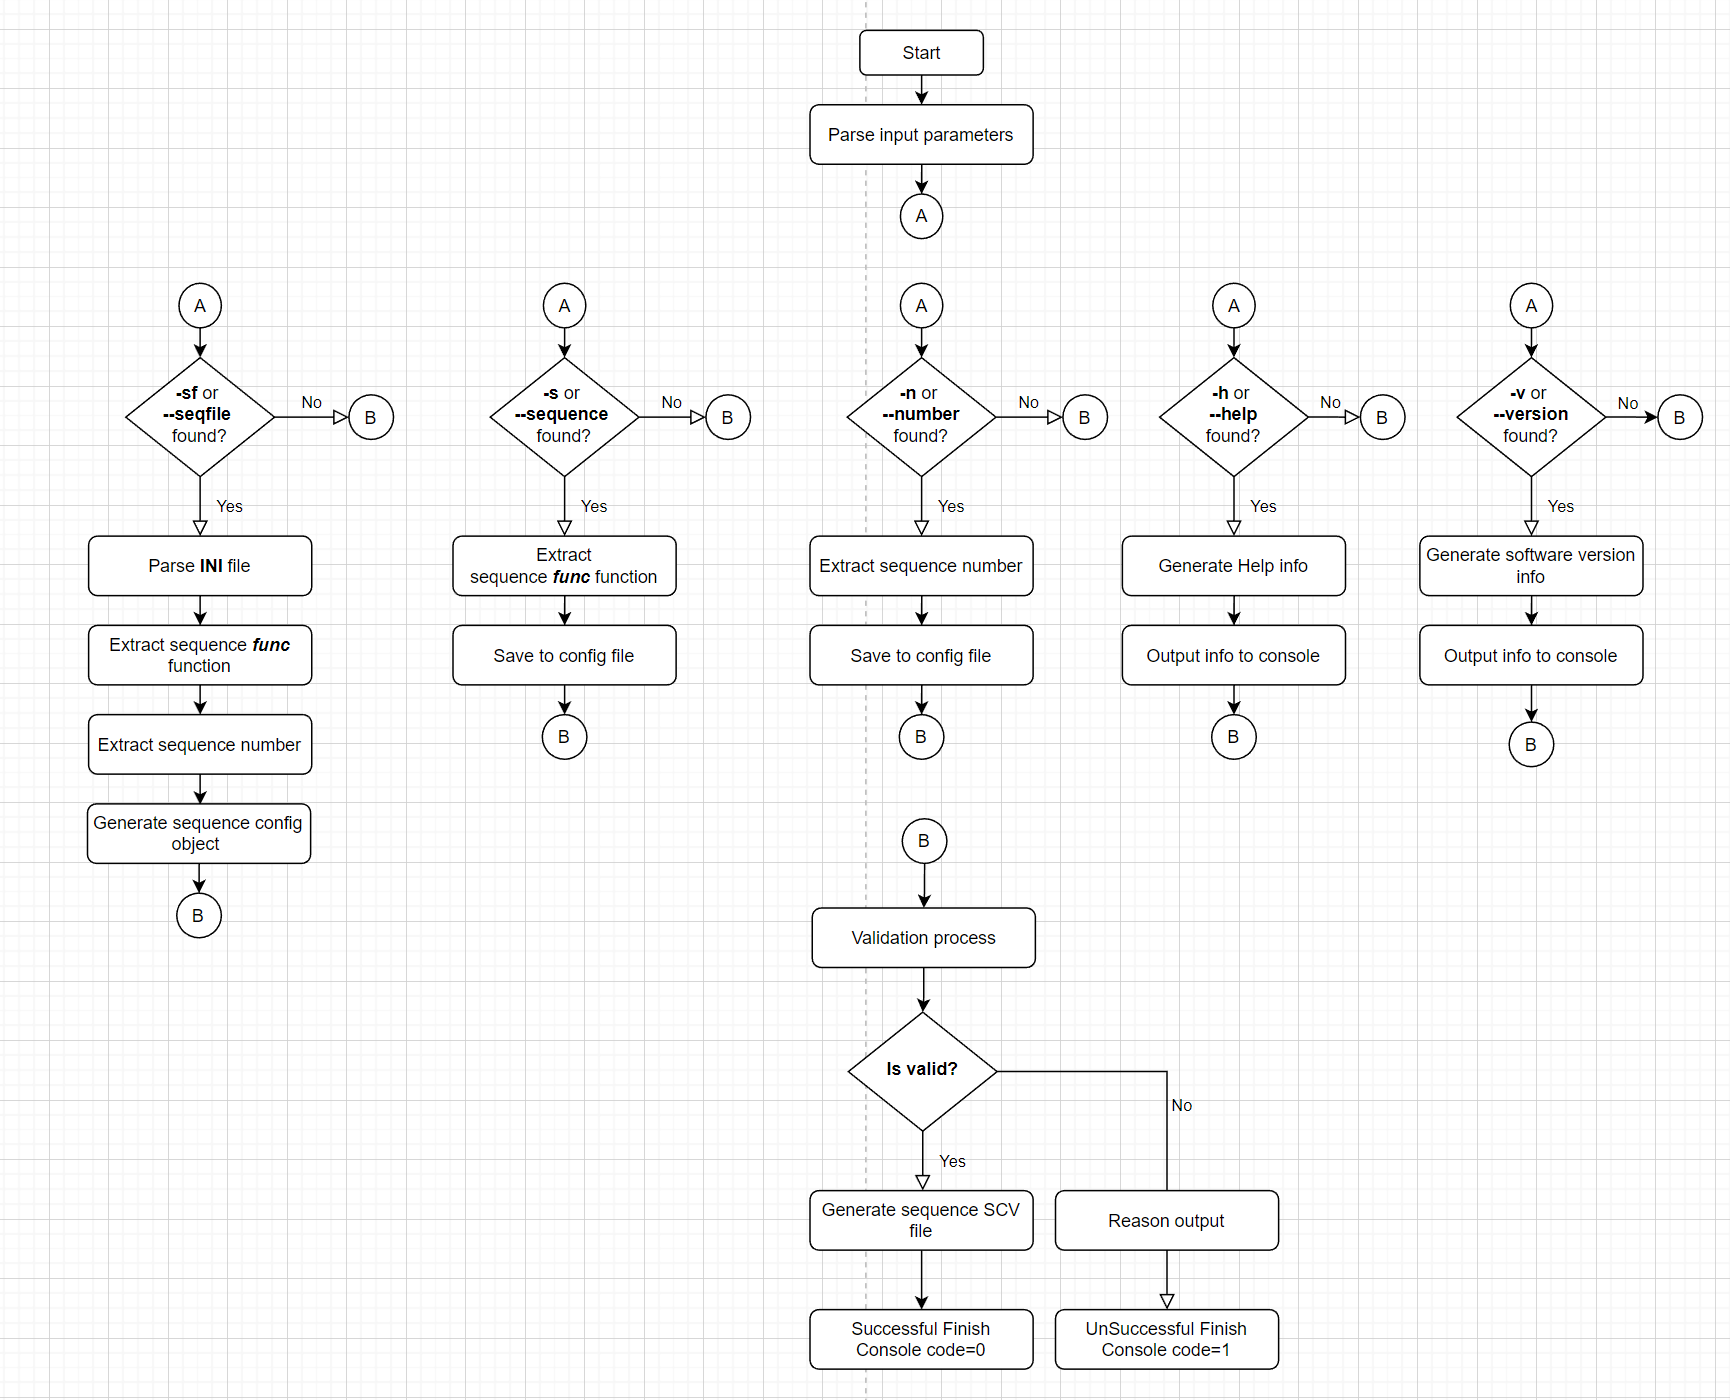 Start
Parse input parameters
A
A
A
A
A
A
-sf or
--seqfile
found?
No
B
-s or
--sequence
found?
No
B
-n or
--number
found?
No
B
-h or
--help
found?
No
B
-v or
--version
found?
No
B
Yes
Yes
Yes
Yes
Yes
Parse INI file
Extract
sequence func function
Extract sequence number
Generate Help info
Generate software version
info
Extract sequence func
function
Save to config file
Save to config file
Output info to console
Output info to console
Extract sequence number
B
B
B
B
Generate sequence config
object
B
B
Validation process
Is valid?
No
Yes
Generate sequence SCV
file
Reason output
Successful Finish
Console code=0
UnSuccessful Finish
Console code=1